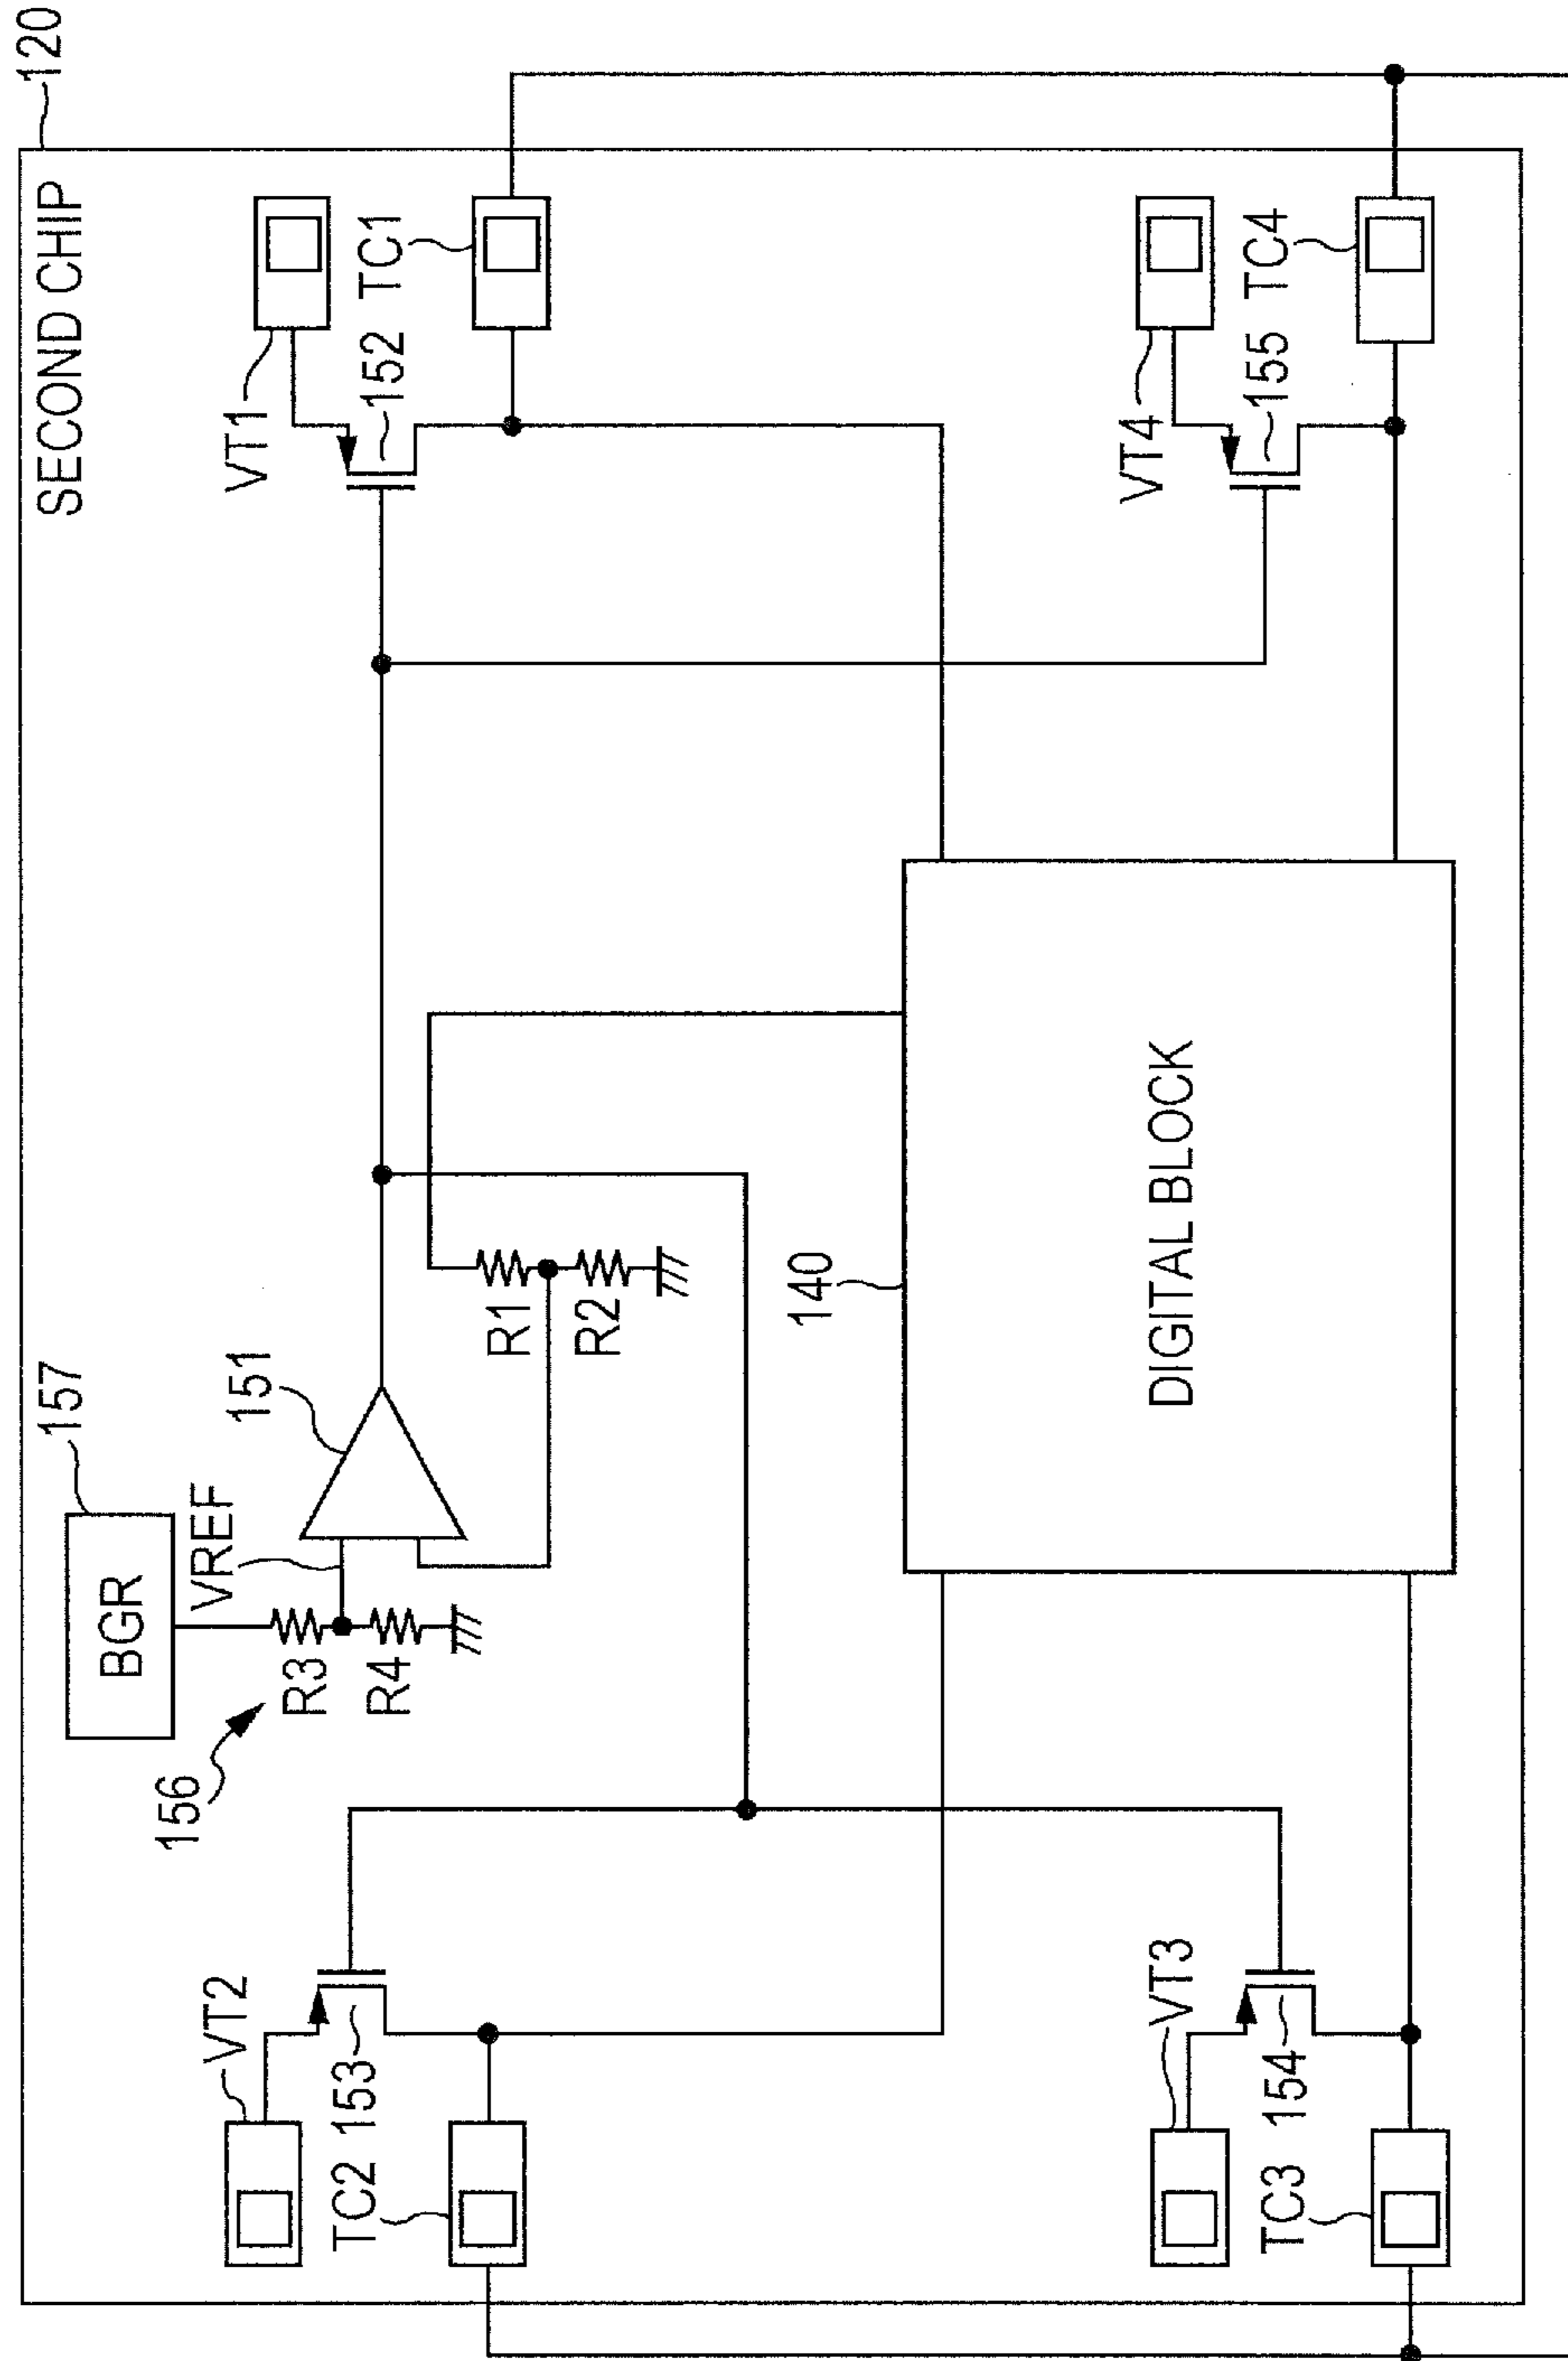 SECOND CHIP
120
157
BGR
VREF
151
156
R3
R4
R1
R2
VT2
153
TC2
VT1
152
TC1
140
DIGITAL BLOCK
VT3
154
TC3
VT4
155
TC4